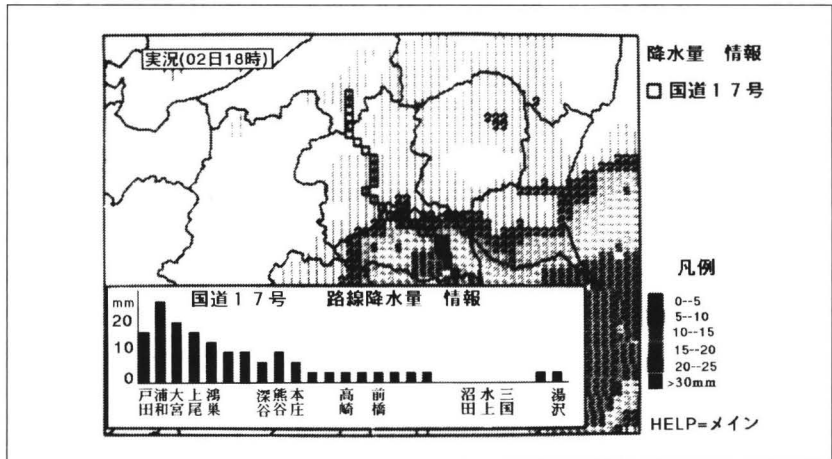 実況(02日18時)
降水量 情報
国道17号
2
2
国道17号 路線降水量 情報
mm
20
10
0
戸田 浦和 大宮 上尾 鴻巣 深谷 熊谷 本庄 高崎 前橋 沼田 水上 三国 湯沢
凡例
0--5
5--10
10--15
15--20
20--25
>30mm
HELP=メイン